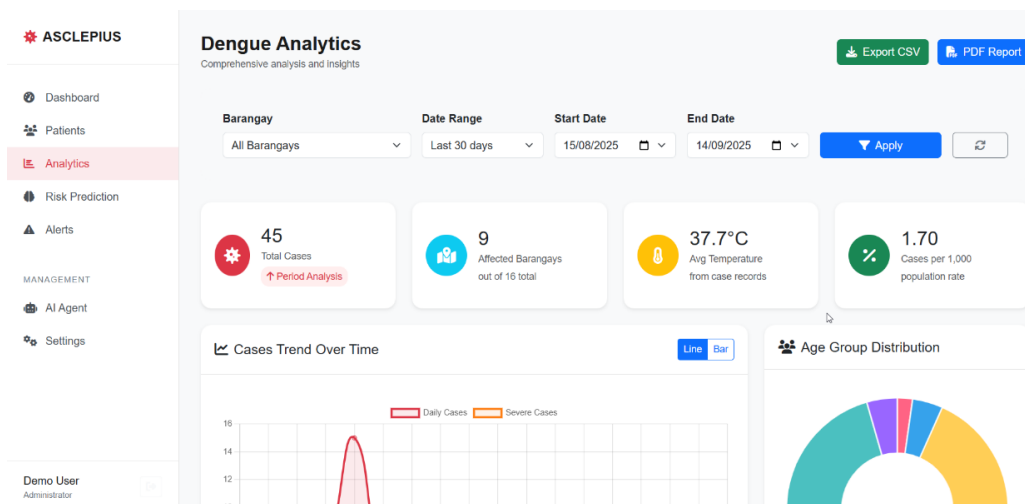 ASCLEPIUS
Dashboard
Patients
Analytics
Risk Prediction
Alerts
MANAGEMENT
AI Agent
Settings
Demo User
Administrator
Dengue Analytics
Comprehensive analysis and insights
Export CSV
PDF Report
Barangay
All Barangays
Date Range
Last 30 days
Start Date
15/08/2025
End Date
14/09/2025
Apply
45
Total Cases
↑ Period Analysis
9
Affected Barangays
out of 16 total
37.7°C
Avg Temperature
from case records
1.70
Cases per 1,000
population rate
Cases Trend Over Time
Line
Bar
Daily Cases
Severe Cases
16
14
12
Age Group Distribution